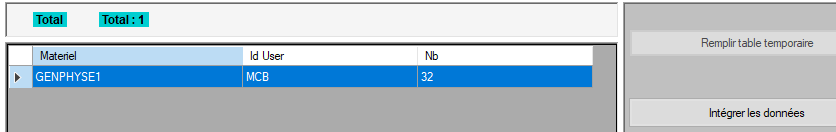 Total Total : 1
Materiel Id User Nb
GENPHYSE1 MCB 32
Remplir table temporaire
Intégrer les données